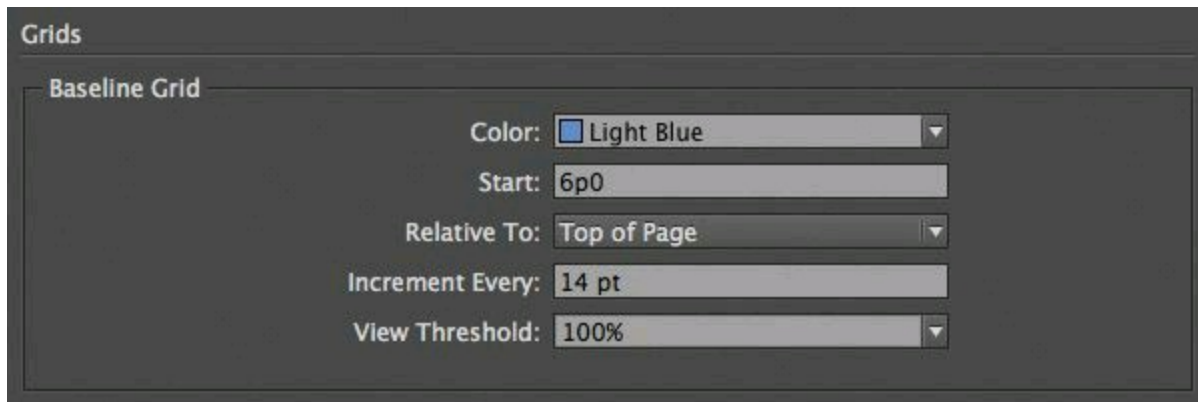 Grids
Baseline Grid
Color: Light Blue
Start: 6p0
Relative To: Top of Page
Increment Every: 14 pt
View Threshold: 100%